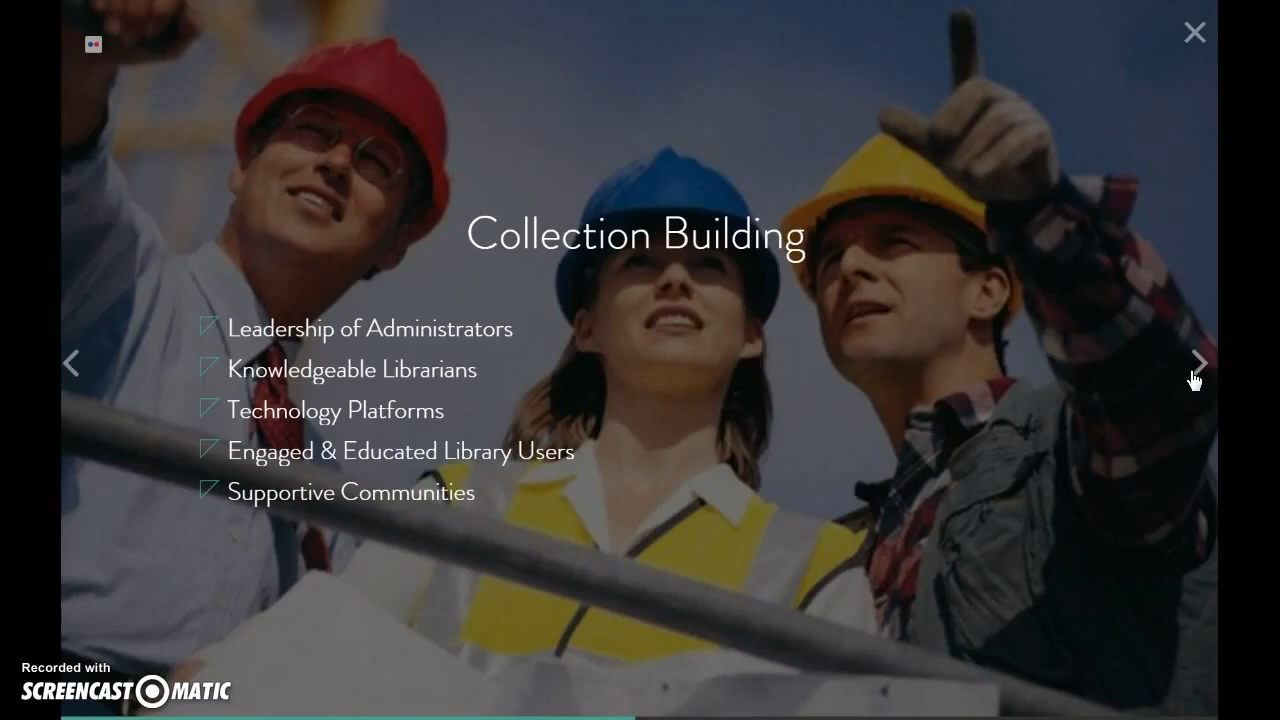 Collection Building
Leadership of Administrators
Knowledgeable Librarians
Technology Platforms
Engaged & Educated Library Users
Supportive Communities
Recorded with
SCREENCAST MATIC